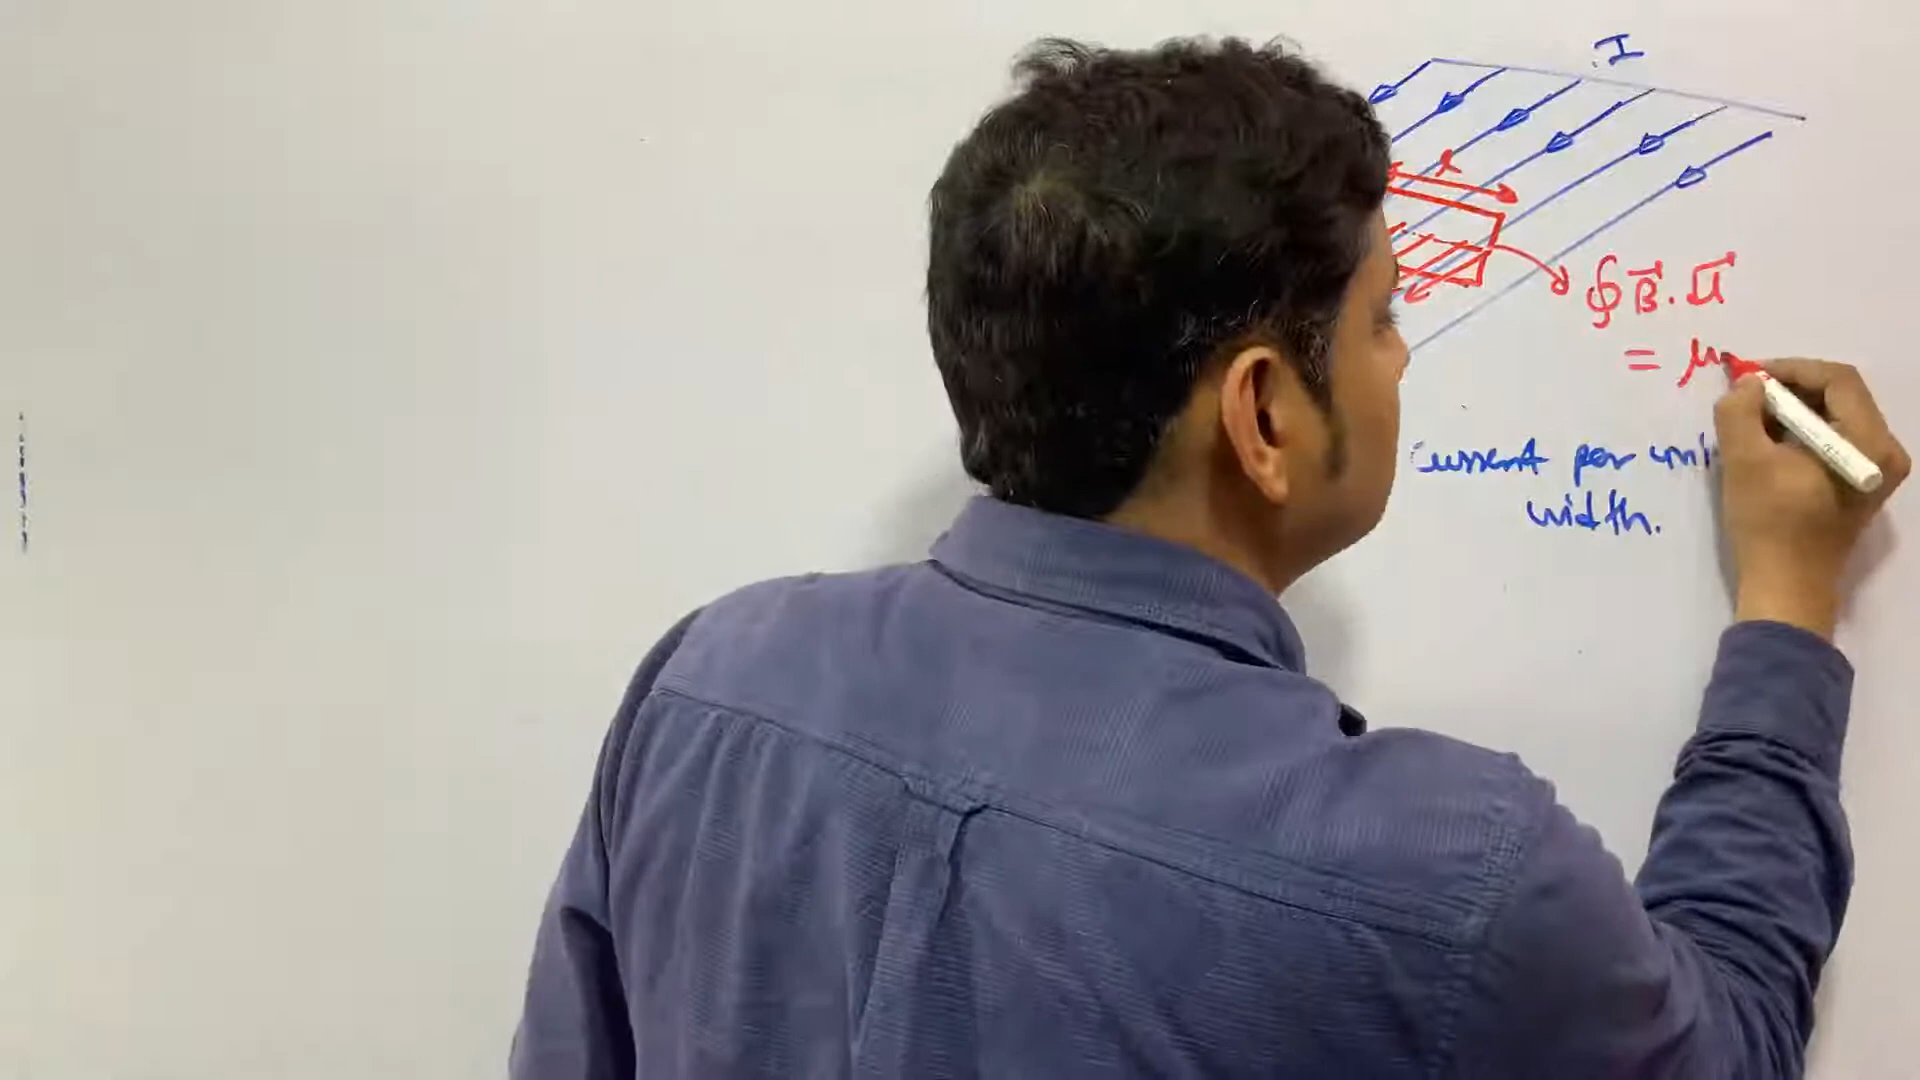 I
l
∮ B⃗ . dl⃗
= μ
current per unit
width.